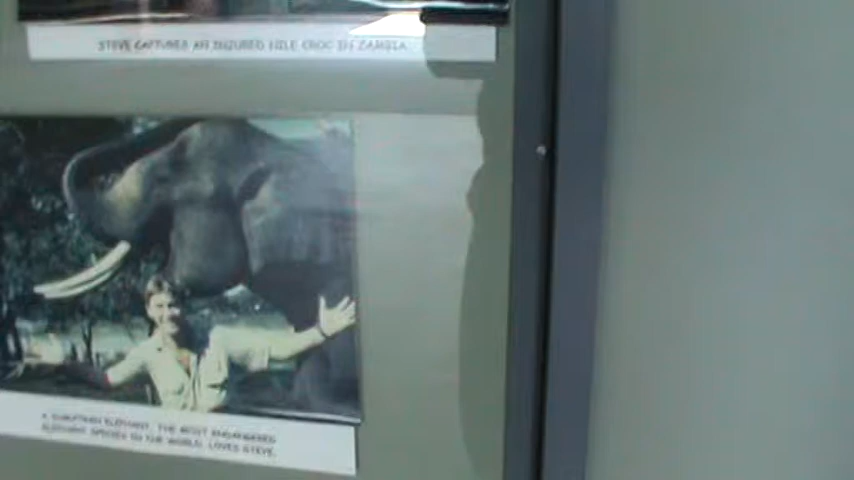 STEVE CAPTURES AN INJURED NILE CROC IN ZAMBIA.
A SUMATRAN ELEPHANT, THE MOST ENDANGERED
ELEPHANT SPECIES IN THE WORLD, LOVES STEVE.